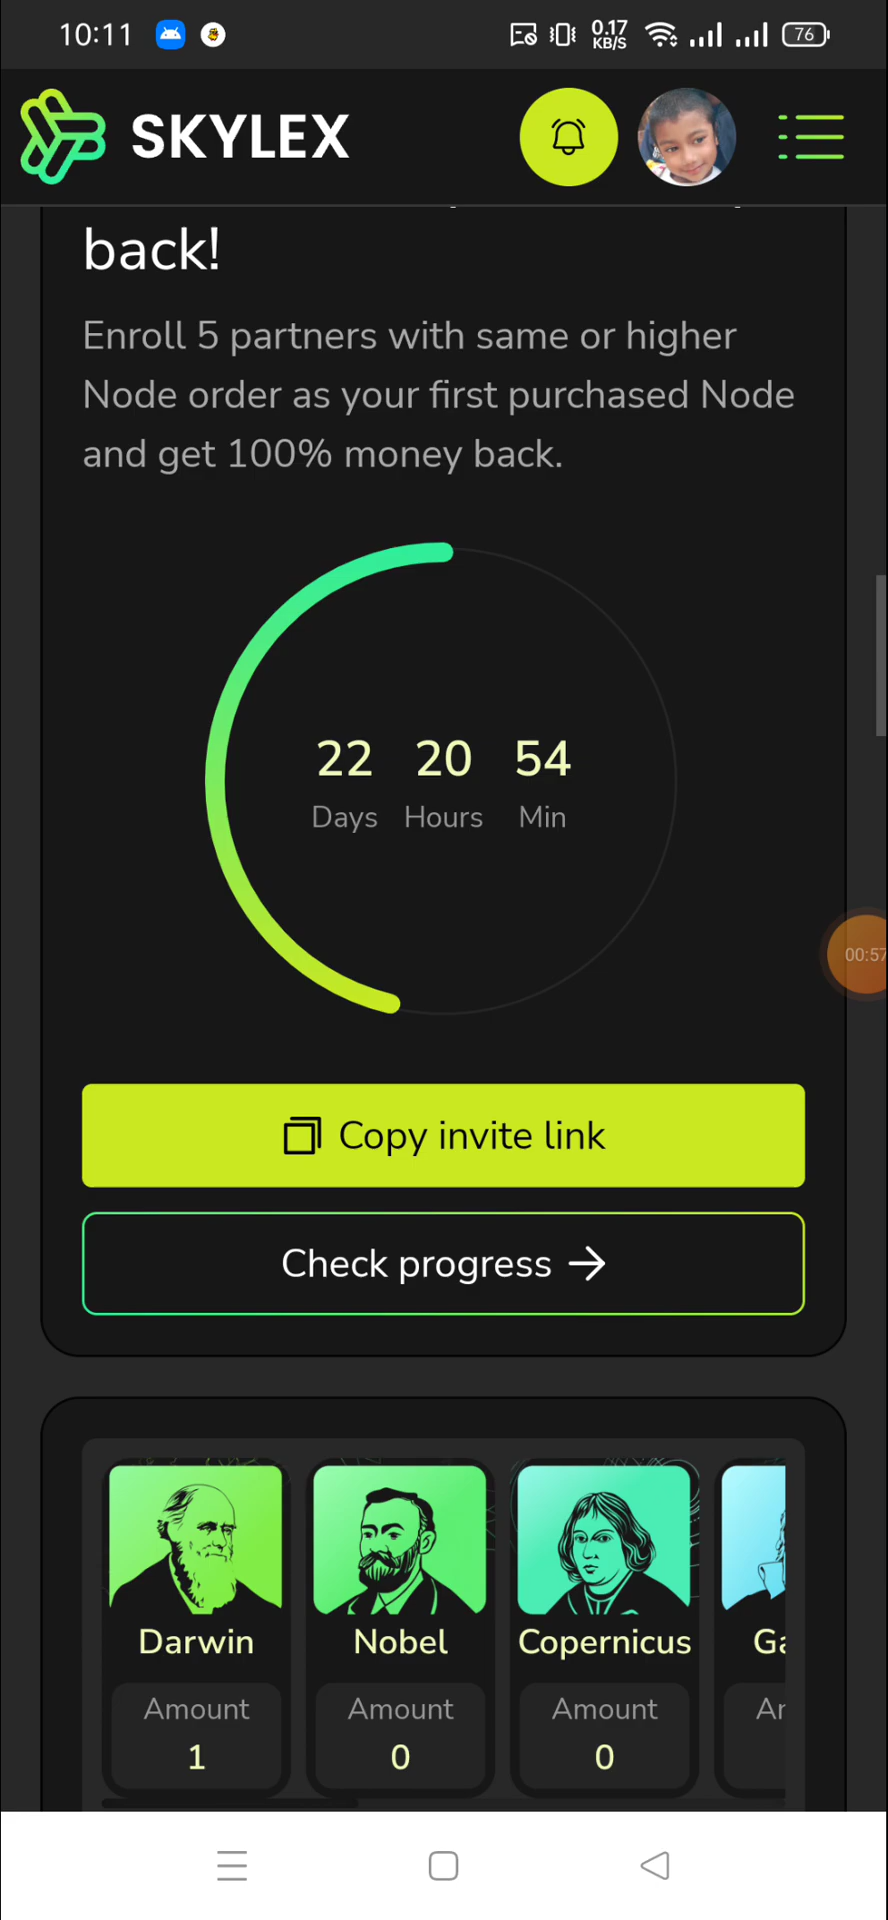 10:11
0.17
KB/S
76
SKYLEX
back!
Enroll 5 partners with same or higher
Node order as your first purchased Node
and get 100% money back.
22 20 54
Days Hours Min
00:57
Copy invite link
Check progress
Darwin Nobel Copernicus
Amount Amount Amount
1 0 0